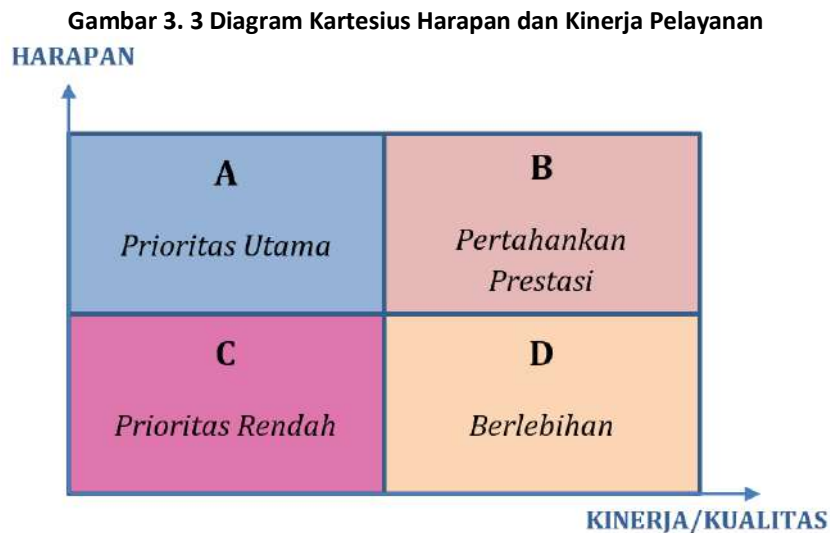 Gambar 3. 3 Diagram Kartesius Harapan dan Kinerja Pelayanan
HARAPAN
A
Prioritas Utama
B
Pertahankan
Prestasi
C
Prioritas Rendah
D
Berlebihan
KINERJA/KUALITAS